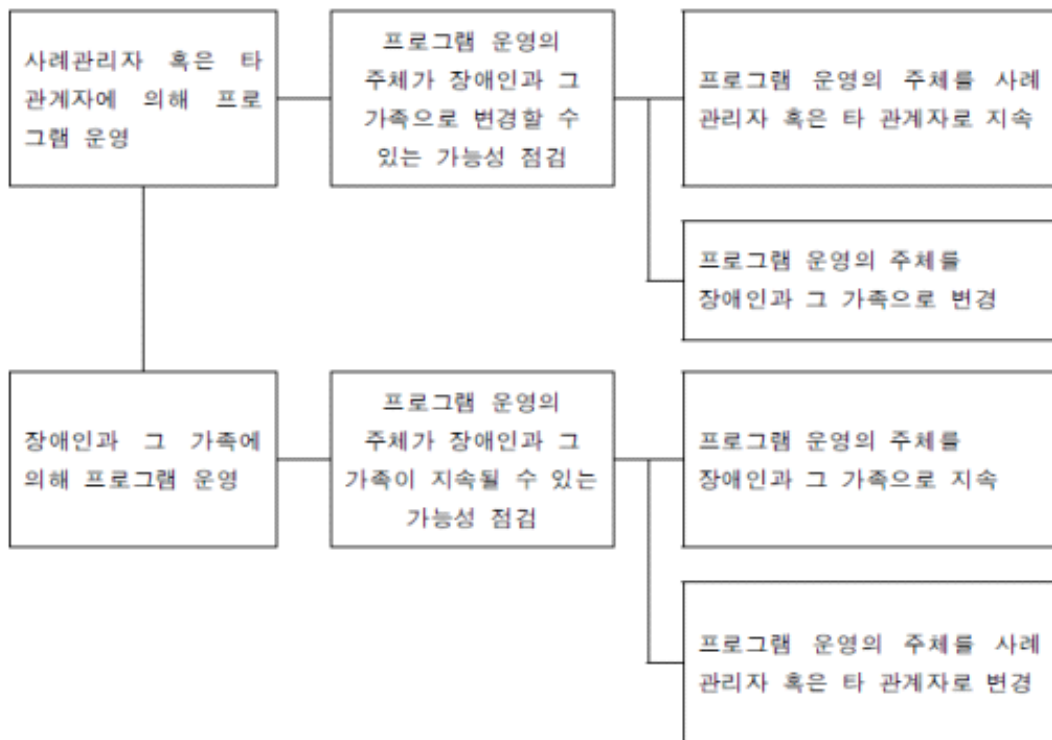 사례관리자 혹은 타
관계자에 의해 프로
그램 운영
프로그램 운영의
주체가 장애인과 그
가족으로 변경할 수
있는 가능성 점검
프로그램 운영의 주체를 사례
관리자 혹은 타 관계자로 지속
프로그램 운영의 주체를
장애인과 그 가족으로 변경
장애인과 그 가족에
의해 프로그램 운영
프로그램 운영의
주체가 장애인과 그
가족이 지속될 수 있는
가능성 점검
프로그램 운영의 주체를
장애인과 그 가족으로 지속
프로그램 운영의 주체를 사례
관리자 혹은 타 관계자로 변경